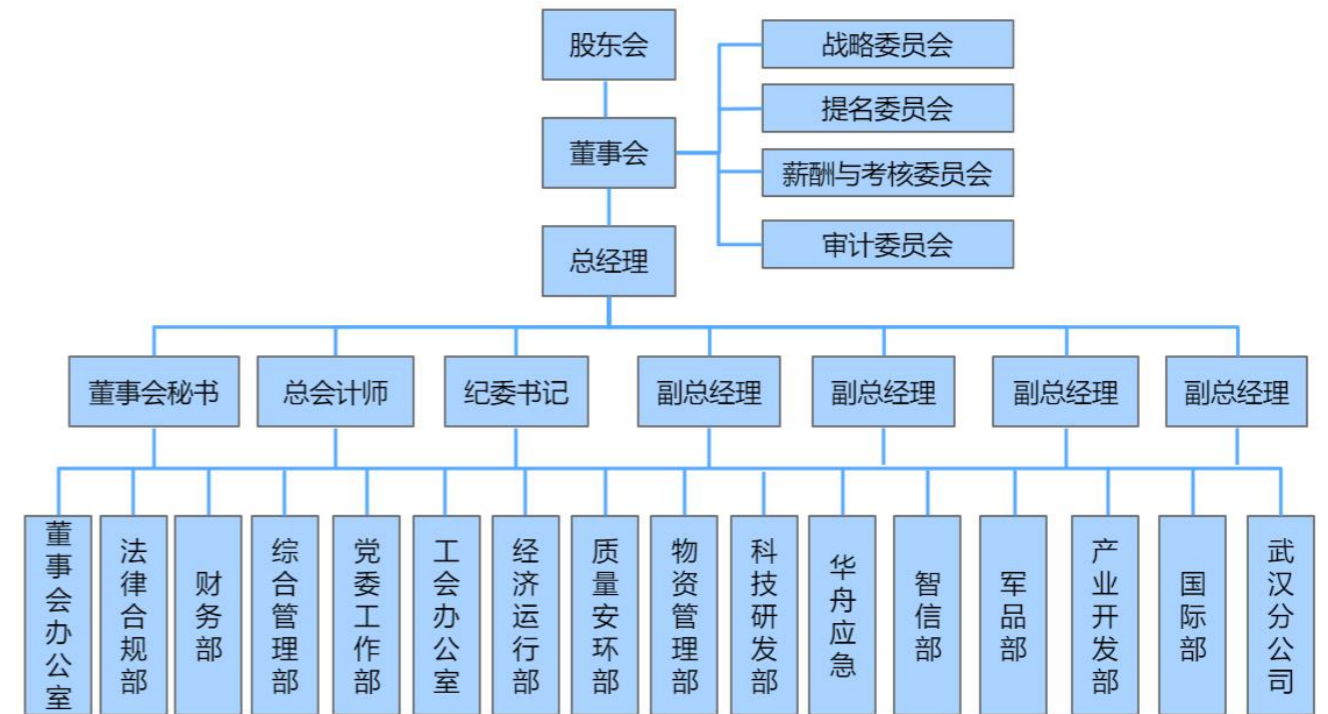 股东会
战略委员会
提名委员会
董事会
薪酬与考核委员会
审计委员会
总经理
董事会秘书
总会计师
纪委书记
副总经理
副总经理
副总经理
副总经理
董事会办公室
法律合规部
财务部
综合管理部
党委工作部
工会办公室
经济运行部
质量安环部
物资管理部
科技研发部
华舟应急
智信部
军品部
产业开发部
国际部
武汉分公司